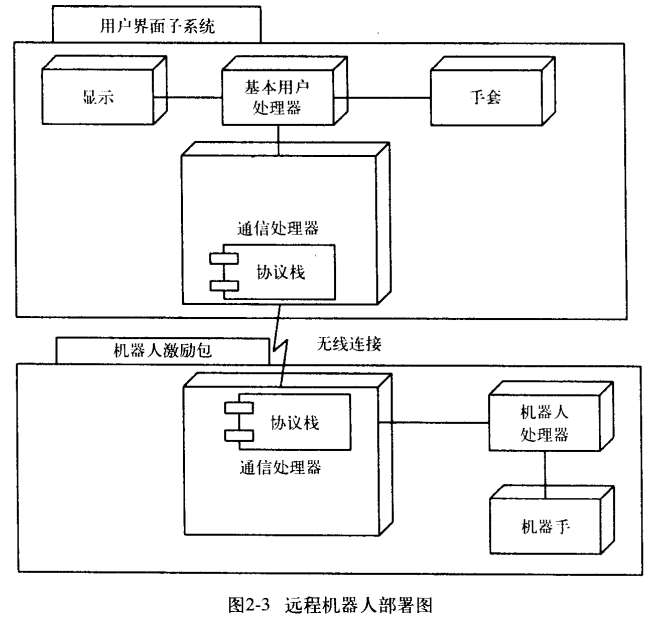 用户界面子系统
显示
基本用户
处理器
手套
通信处理器
协议栈
无线连接
机器人激励包
协议栈
通信处理器
机器人
处理器
机器手
图2-3 远程机器人部署图